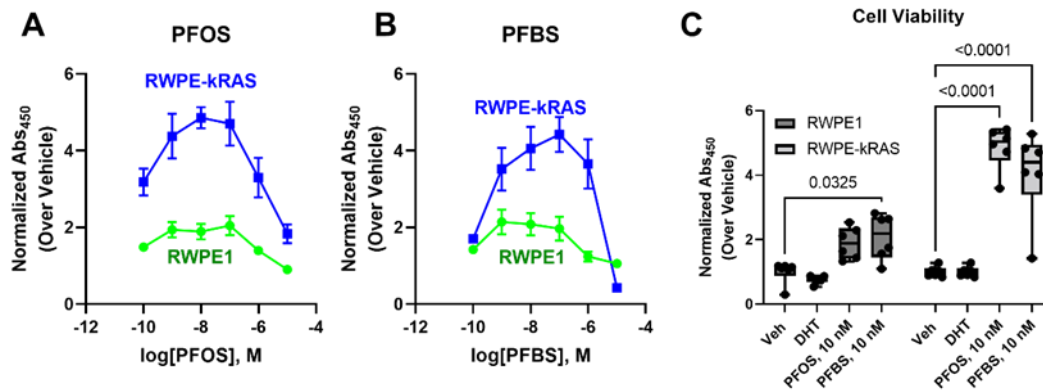 A
PFOS
6
4
2
0
Normalized Abs450
(Over Vehicle)
RWPE-kRAS
RWPE1
-12
-10
-8
-6
-4
log[PFOS], M
B
PFBS
6
4
2
0
Normalized Abs450
(Over Vehicle)
RWPE-kRAS
RWPE1
-12
-10
-8
-6
-4
log[PFBS], M
C
Cell Viability
<0.0001
<0.0001
6
4
2
0
Normalized Abs450
(Over Vehicle)
RWPE1
RWPE-kRAS
0.0325
Veh
DHT
PFOS, 10 nM
PFBS, 10 nM
Veh
DHT
PFOS, 10 nM
PFBS, 10 nM